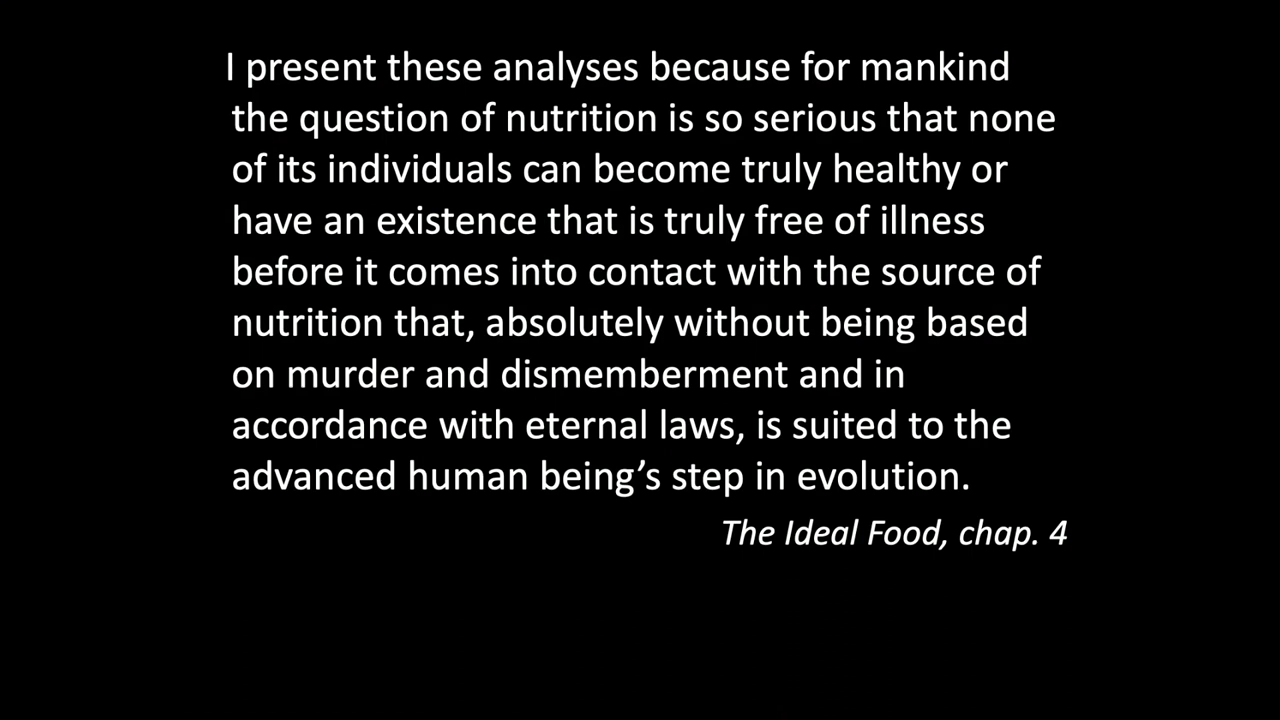 I present these analyses because for mankind
the question of nutrition is so serious that none
of its individuals can become truly healthy or
have an existence that is truly free of illness
before it comes into contact with the source of
nutrition that, absolutely without being based
on murder and dismemberment and in
accordance with eternal laws, is suited to the
advanced human being’s step in evolution.
The Ideal Food, chap. 4